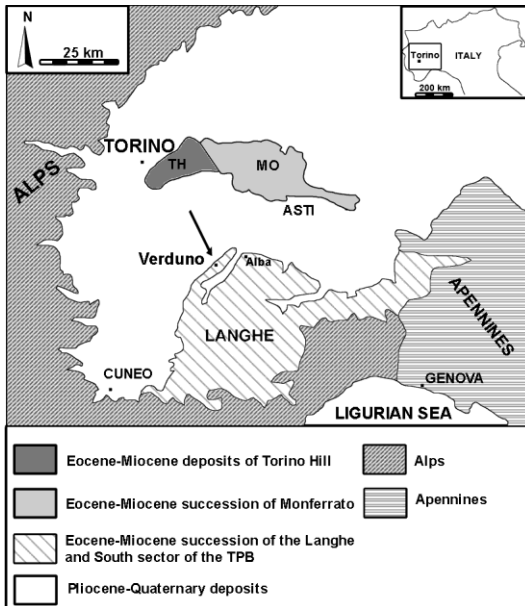 N
25 km
Torino
ITALY
200 km
TORINO
ALPS
TH
MO
ASTI
Verduno
Alba
LANGHE
APENNINES
CUNEO
GENOVA
LIGURIAN SEA
Eocene-Miocene deposits of Torino Hill
Alps
Eocene-Miocene succession of Monferrato
Apennines
Eocene-Miocene succession of the Langhe
and South sector of the TPB
Pliocene-Quaternary deposits